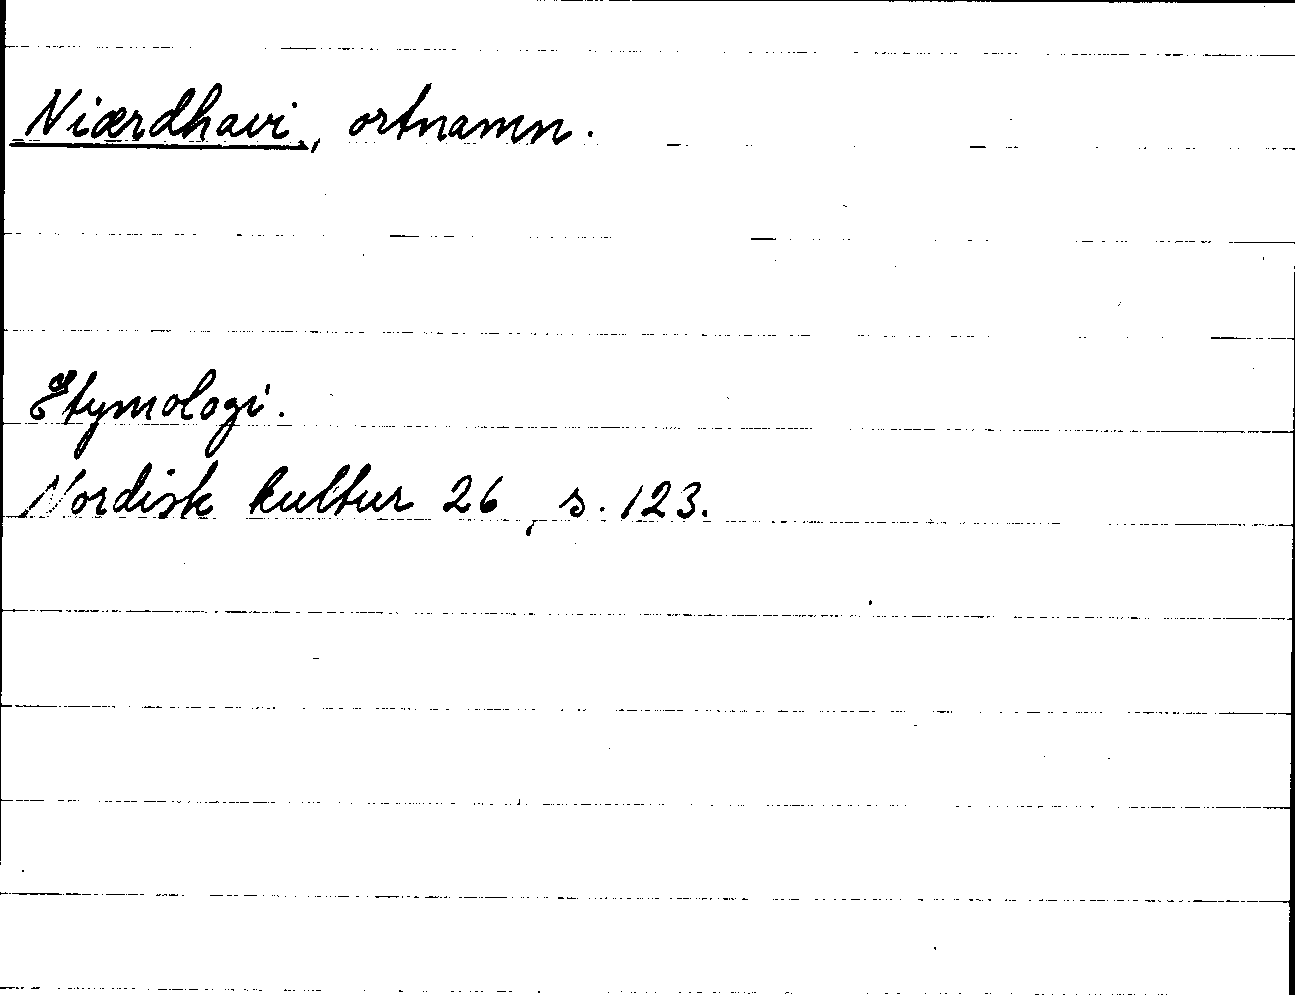 Niærdhavi, ortnamn.
Etymologi.
Nordisk kultur 26, s. 123.